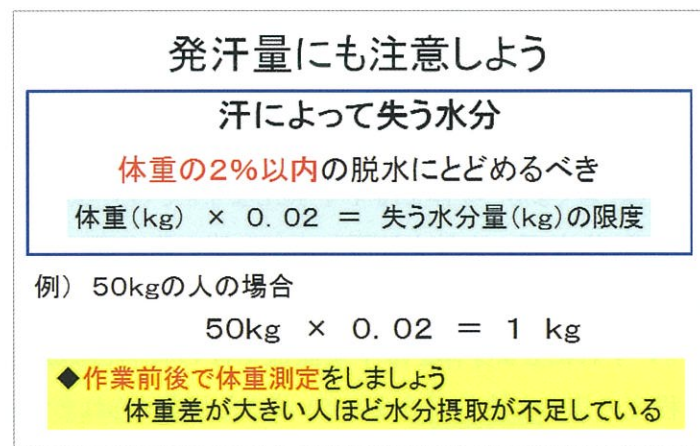 発汗量にも注意しよう
汗によって失う水分
体重の2%以内の脱水にとどめるべき
体重(kg) × 0.02 = 失う水分量(kg)の限度
例) 50kgの人の場合
50kg × 0.02 = 1 kg
◆作業前後で体重測定をしましょう
体重差が大きい人ほど水分摂取が不足している